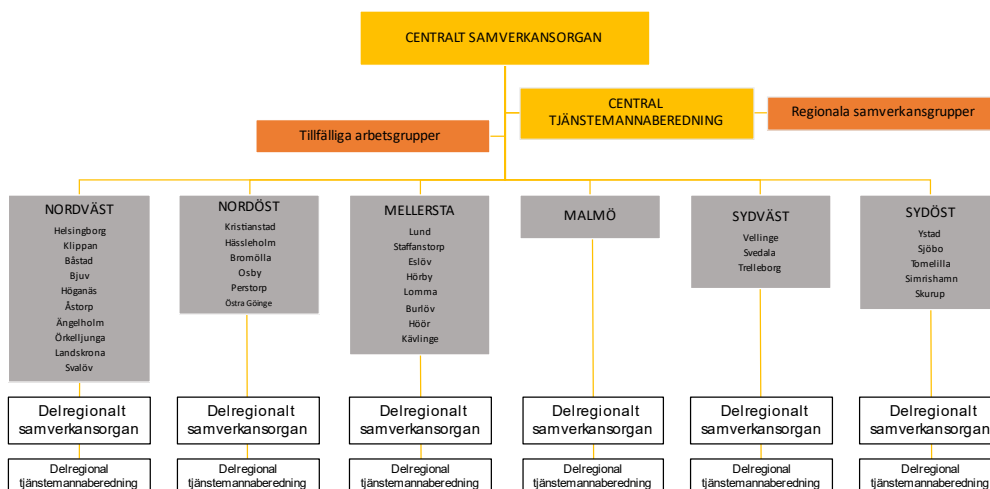 CENTRALT SAMVERKANSORGAN
CENTRAL
TJÄNSTEMANNABEREDNING
Regionala samverkansgrupper
Tillfälliga arbetsgrupper
NORDVÄST
Helsingborg
Klippan
Båstad
Bjuv
Höganäs
Åstorp
Ängelholm
Örkelljunga
Landskrona
Svalöv
NORDÖST
Kristianstad
Hässleholm
Bromölla
Osby
Perstorp
Östra Göinge
MELLERSTA
Lund
Staffanstorp
Eslöv
Hörby
Lomma
Burlöv
Höör
Kävlinge
MALMÖ
SYDVÄST
Vellinge
Svedala
Trelleborg
SYDÖST
Ystad
Sjöbo
Tomelilla
Simrishamn
Skurup
Delregionalt
samverkansorgan
Delregionalt
samverkansorgan
Delregionalt
samverkansorgan
Delregionalt
samverkansorgan
Delregionalt
samverkansorgan
Delregionalt
samverkansorgan
Delregional
tjänstemannaberedning
Delregional
tjänstemannaberedning
Delregional
tjänstemannaberedning
Delregional
tjänstemannaberedning
Delregional
tjänstemannaberedning
Delregional
tjänstemannaberedning